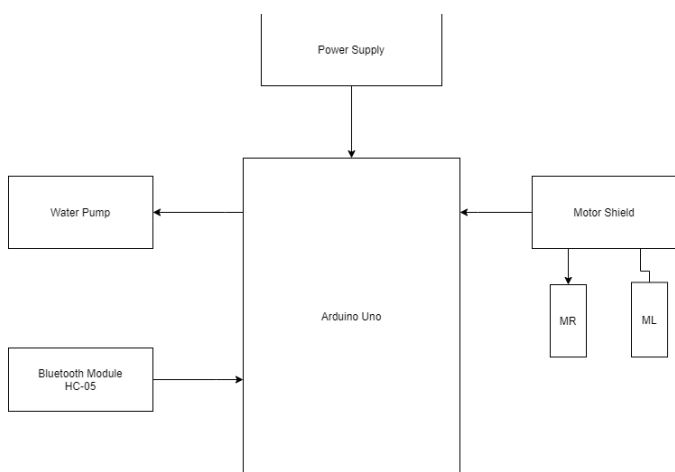 Power Supply
Water Pump
Motor Shield
Arduino Uno
MR
ML
Bluetooth Module
HC-05